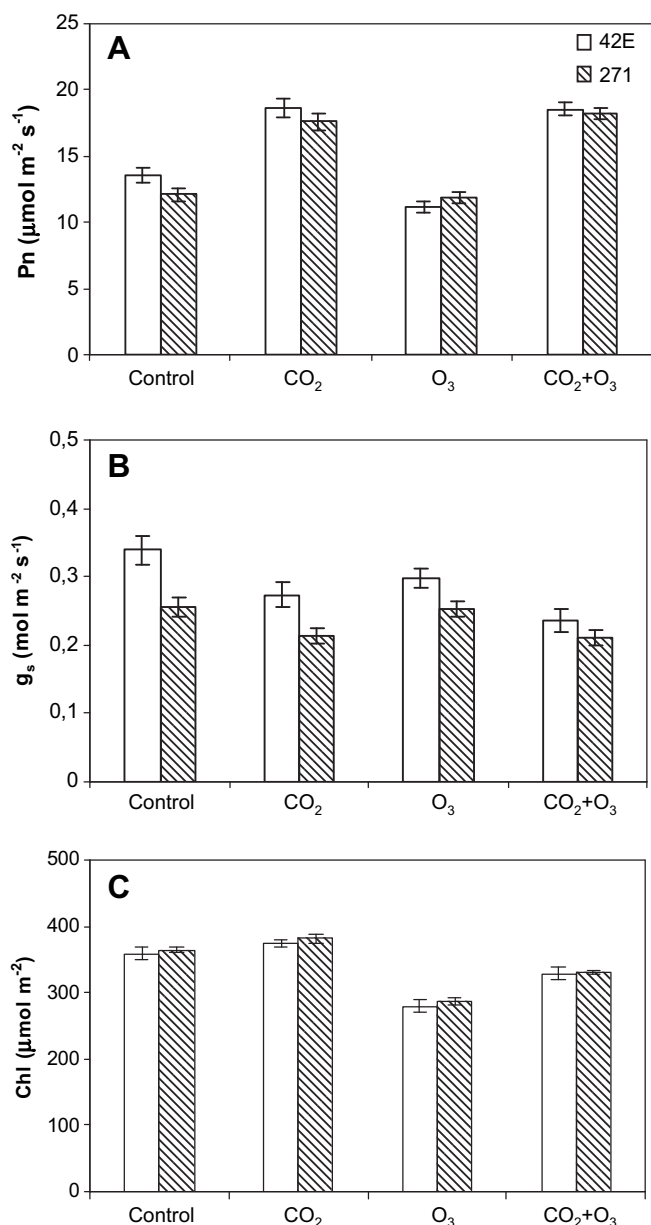 A
42E
271
25
20
15
10
5
0
Pn (µmol m⁻² s⁻¹)
Control CO₂ O₃ CO₂+O₃
B
0,5
0,4
0,3
0,2
0,1
0
gₛ (mol m⁻² s⁻¹)
Control CO₂ O₃ CO₂+O₃
C
500
400
300
200
100
0
Chl (µmol m⁻²)
Control CO₂ O₃ CO₂+O₃